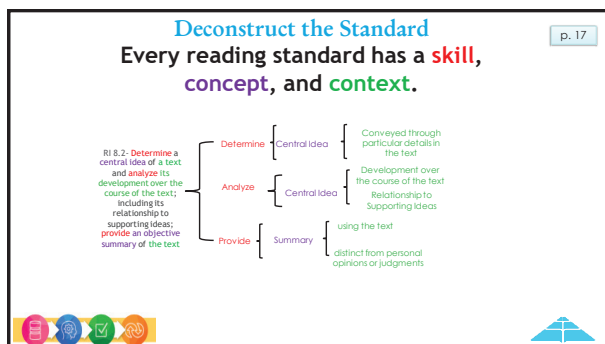 Deconstruct the Standard
p. 17
Every reading standard has a skill,
concept, and context.
RI 8.2- Determine a
central idea of a text
and analyze its
development over the
course of the text;
including its
relationship to
supporting ideas;
provide an objective
summary of the text
Determine
Central Idea
Conveyed through
particular details in
the text
Analyze
Central Idea
Development over
the course of the text
Relationship to
Supporting Ideas
Provide
Summary
using the text
distinct from personal
opinions or judgments